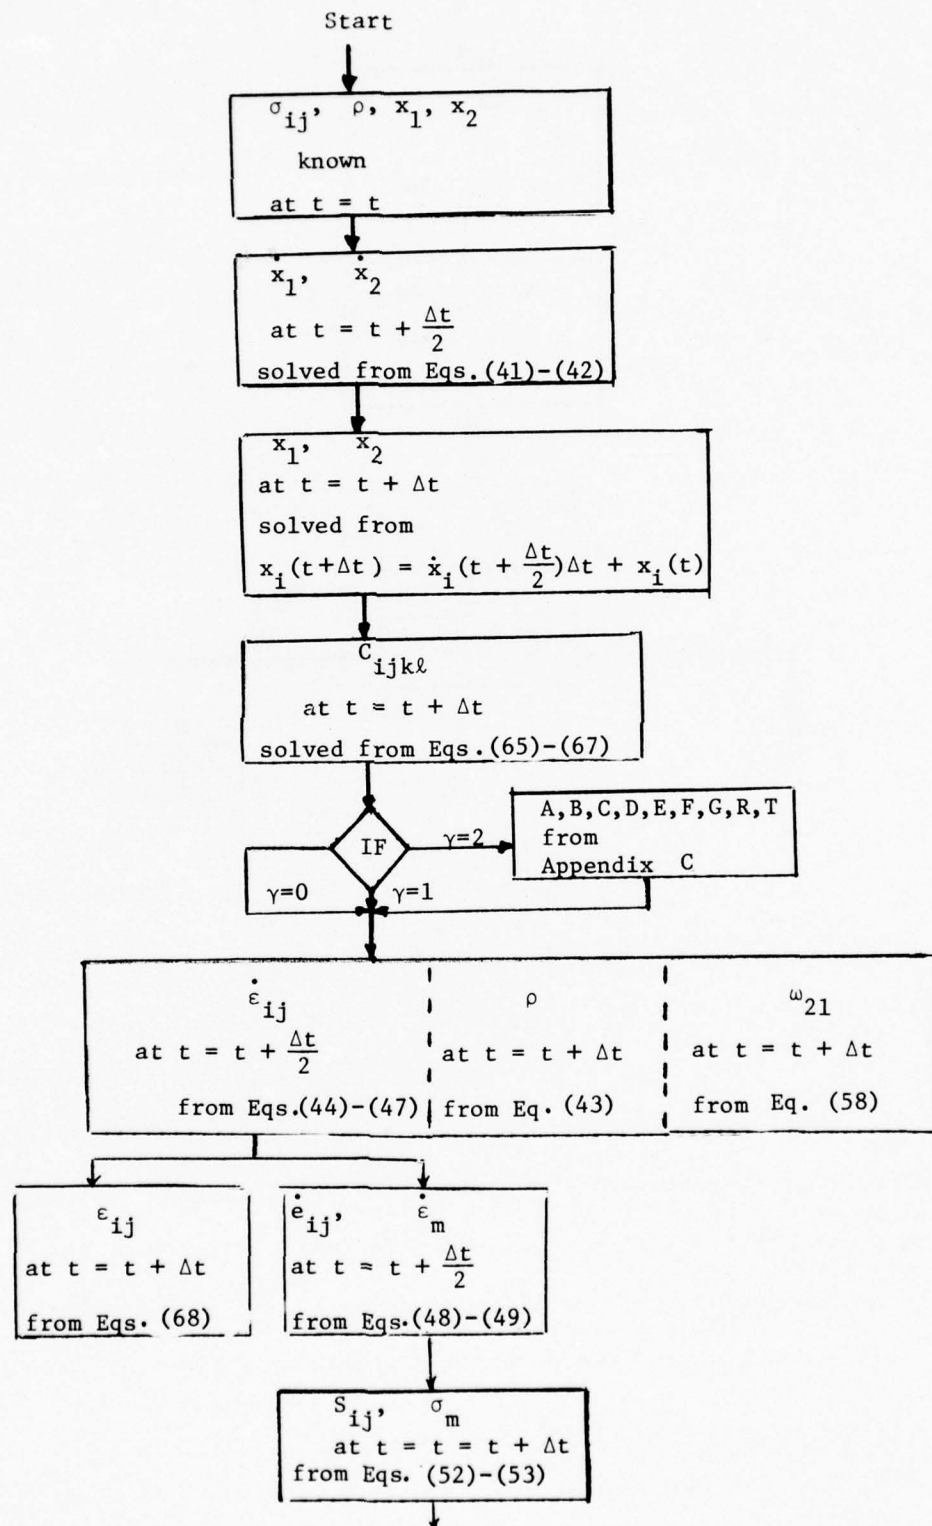 Start
σij, ρ, x1, x2
known
at t = t
ẋ1, ẋ2
at t = t + Δt/2
solved from Eqs.(41)-(42)
x1, x2
at t = t + Δt
solved from
xi(t+Δt) = ẋi(t + Δt/2)Δt + xi(t)
Cijkℓ
at t = t + Δt
solved from Eqs.(65)-(67)
IF
γ=2
A,B,C,D,E,F,G,R,T
from
Appendix C
γ=0
γ=1
ε̇ij
at t = t + Δt/2
from Eqs.(44)-(47)
ρ
at t = t + Δt
from Eq. (43)
ω21
at t = t + Δt
from Eq. (58)
εij
at t = t + Δt
from Eqs. (68)
ėij, ε̇m
at t = t + Δt/2
from Eqs.(48)-(49)
Sij, σm
at t = t = t + Δt
from Eqs. (52)-(53)